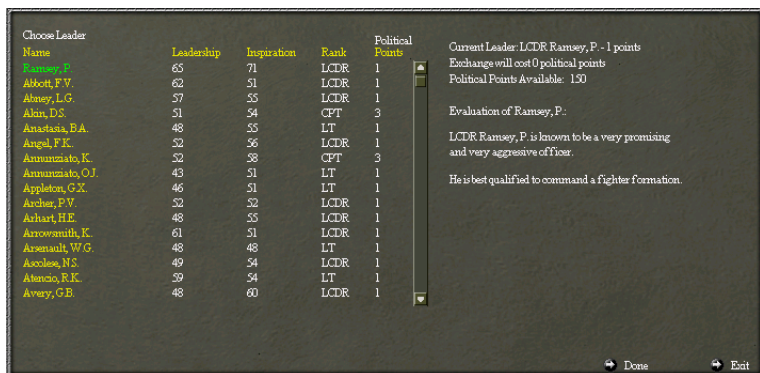 Choose Leader
Political
Name Leadership Inspiration Rank Points
Ramsey, P. 65 71 LCDR 1
Abbott, F.V. 62 51 LCDR 1
Abney, L.G. 57 55 LCDR 1
Akin, D.S. 51 54 CPT 3
Anastasia, B.A. 48 55 LT 1
Angel, F.K. 52 56 LCDR 1
Annunziato, K. 52 58 CPT 3
Annunziato, O.J. 43 51 LT 1
Appleton, G.X. 46 51 LT 1
Archer, P.V. 52 52 LCDR 1
Arhart, H.E. 48 55 LCDR 1
Arrowsmith, K. 61 51 LCDR 1
Arsenault, W.G. 48 48 LT 1
Ascolese, N.S. 49 54 LCDR 1
Atencio, R.K. 59 54 LT 1
Avery, G.B. 48 60 LCDR 1
Current Leader: LCDR Ramsey, P. - 1 points
Exchange will cost 0 political points
Political Points Available: 150
Evaluation of Ramsey, P.:
LCDR Ramsey, P. is known to be a very promising
and very aggressive officer.
He is best qualified to command a fighter formation.
Done Exit